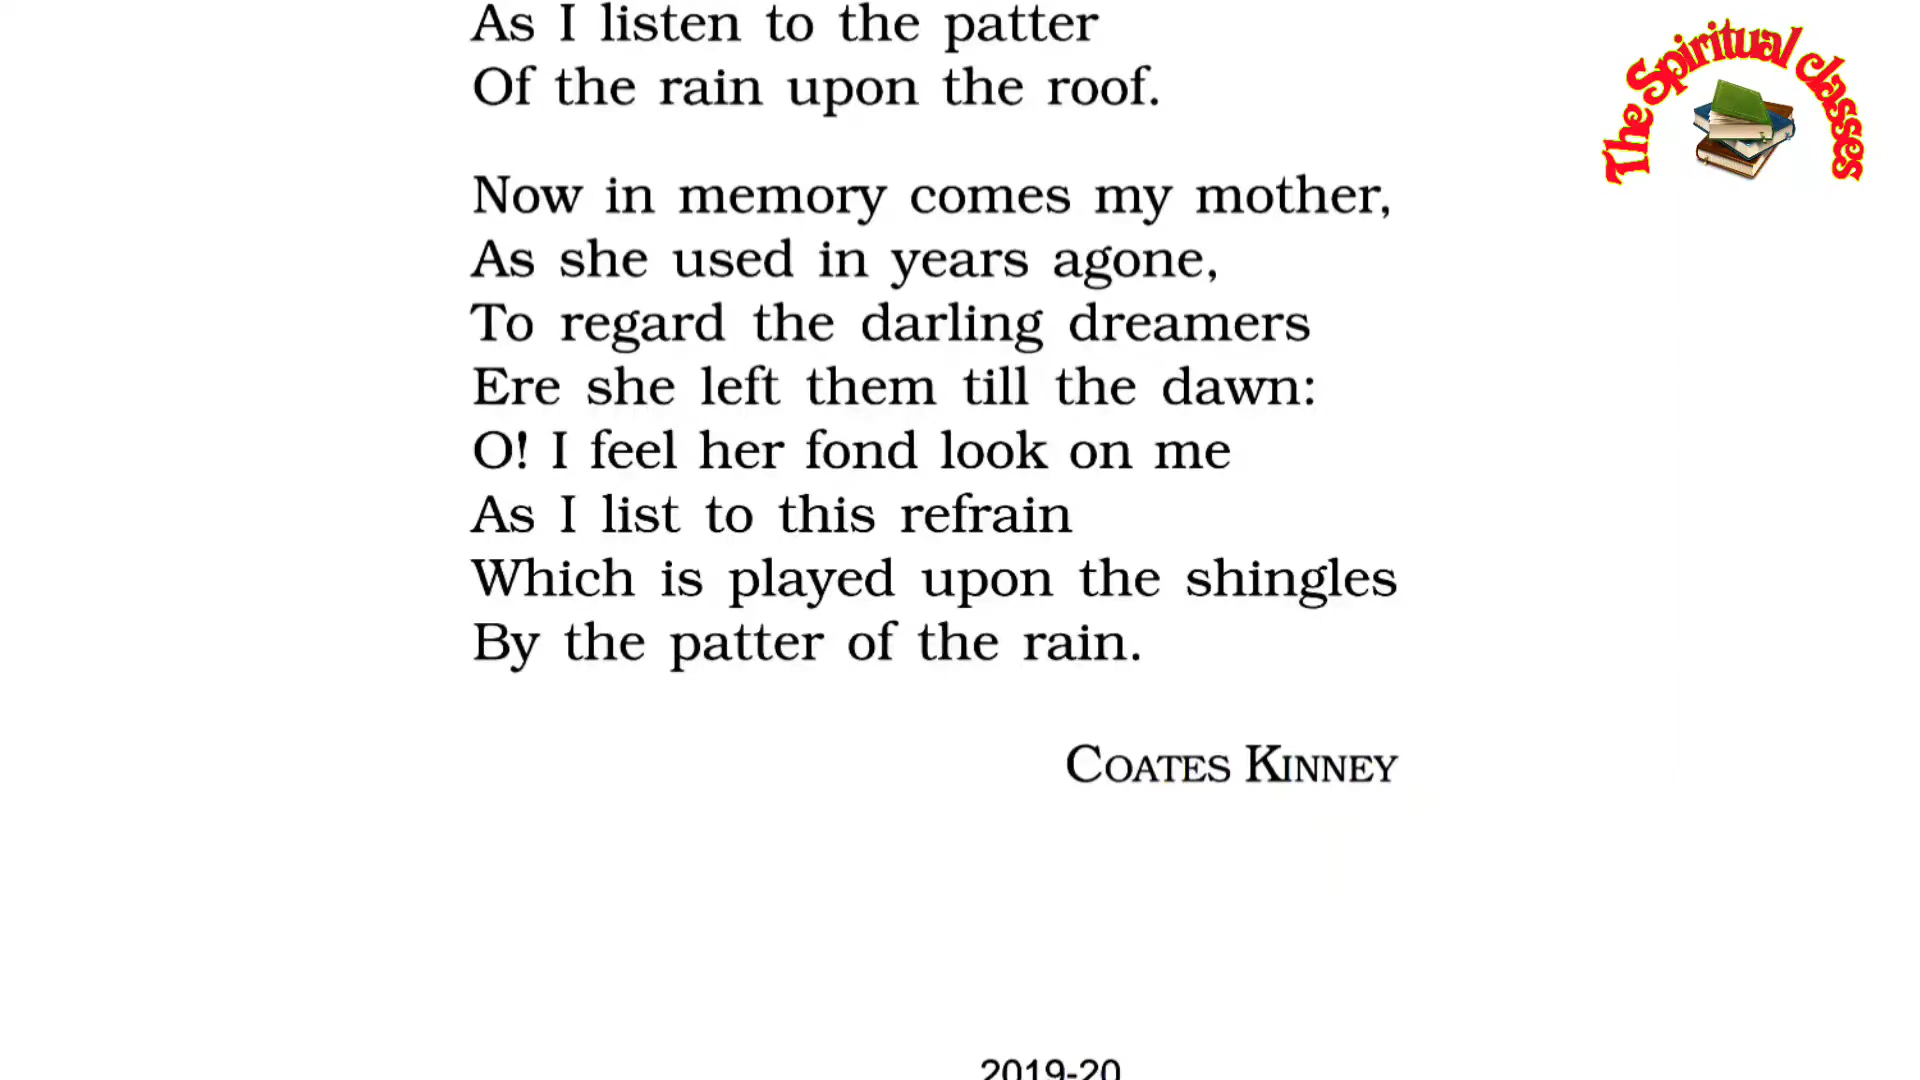 As I listen to the patter
Of the rain upon the roof.
Now in memory comes my mother,
As she used in years agone,
To regard the darling dreamers
Ere she left them till the dawn:
O! I feel her fond look on me
As I list to this refrain
Which is played upon the shingles
By the patter of the rain.
COATES KINNEY
2019-20
The Spiritual classes